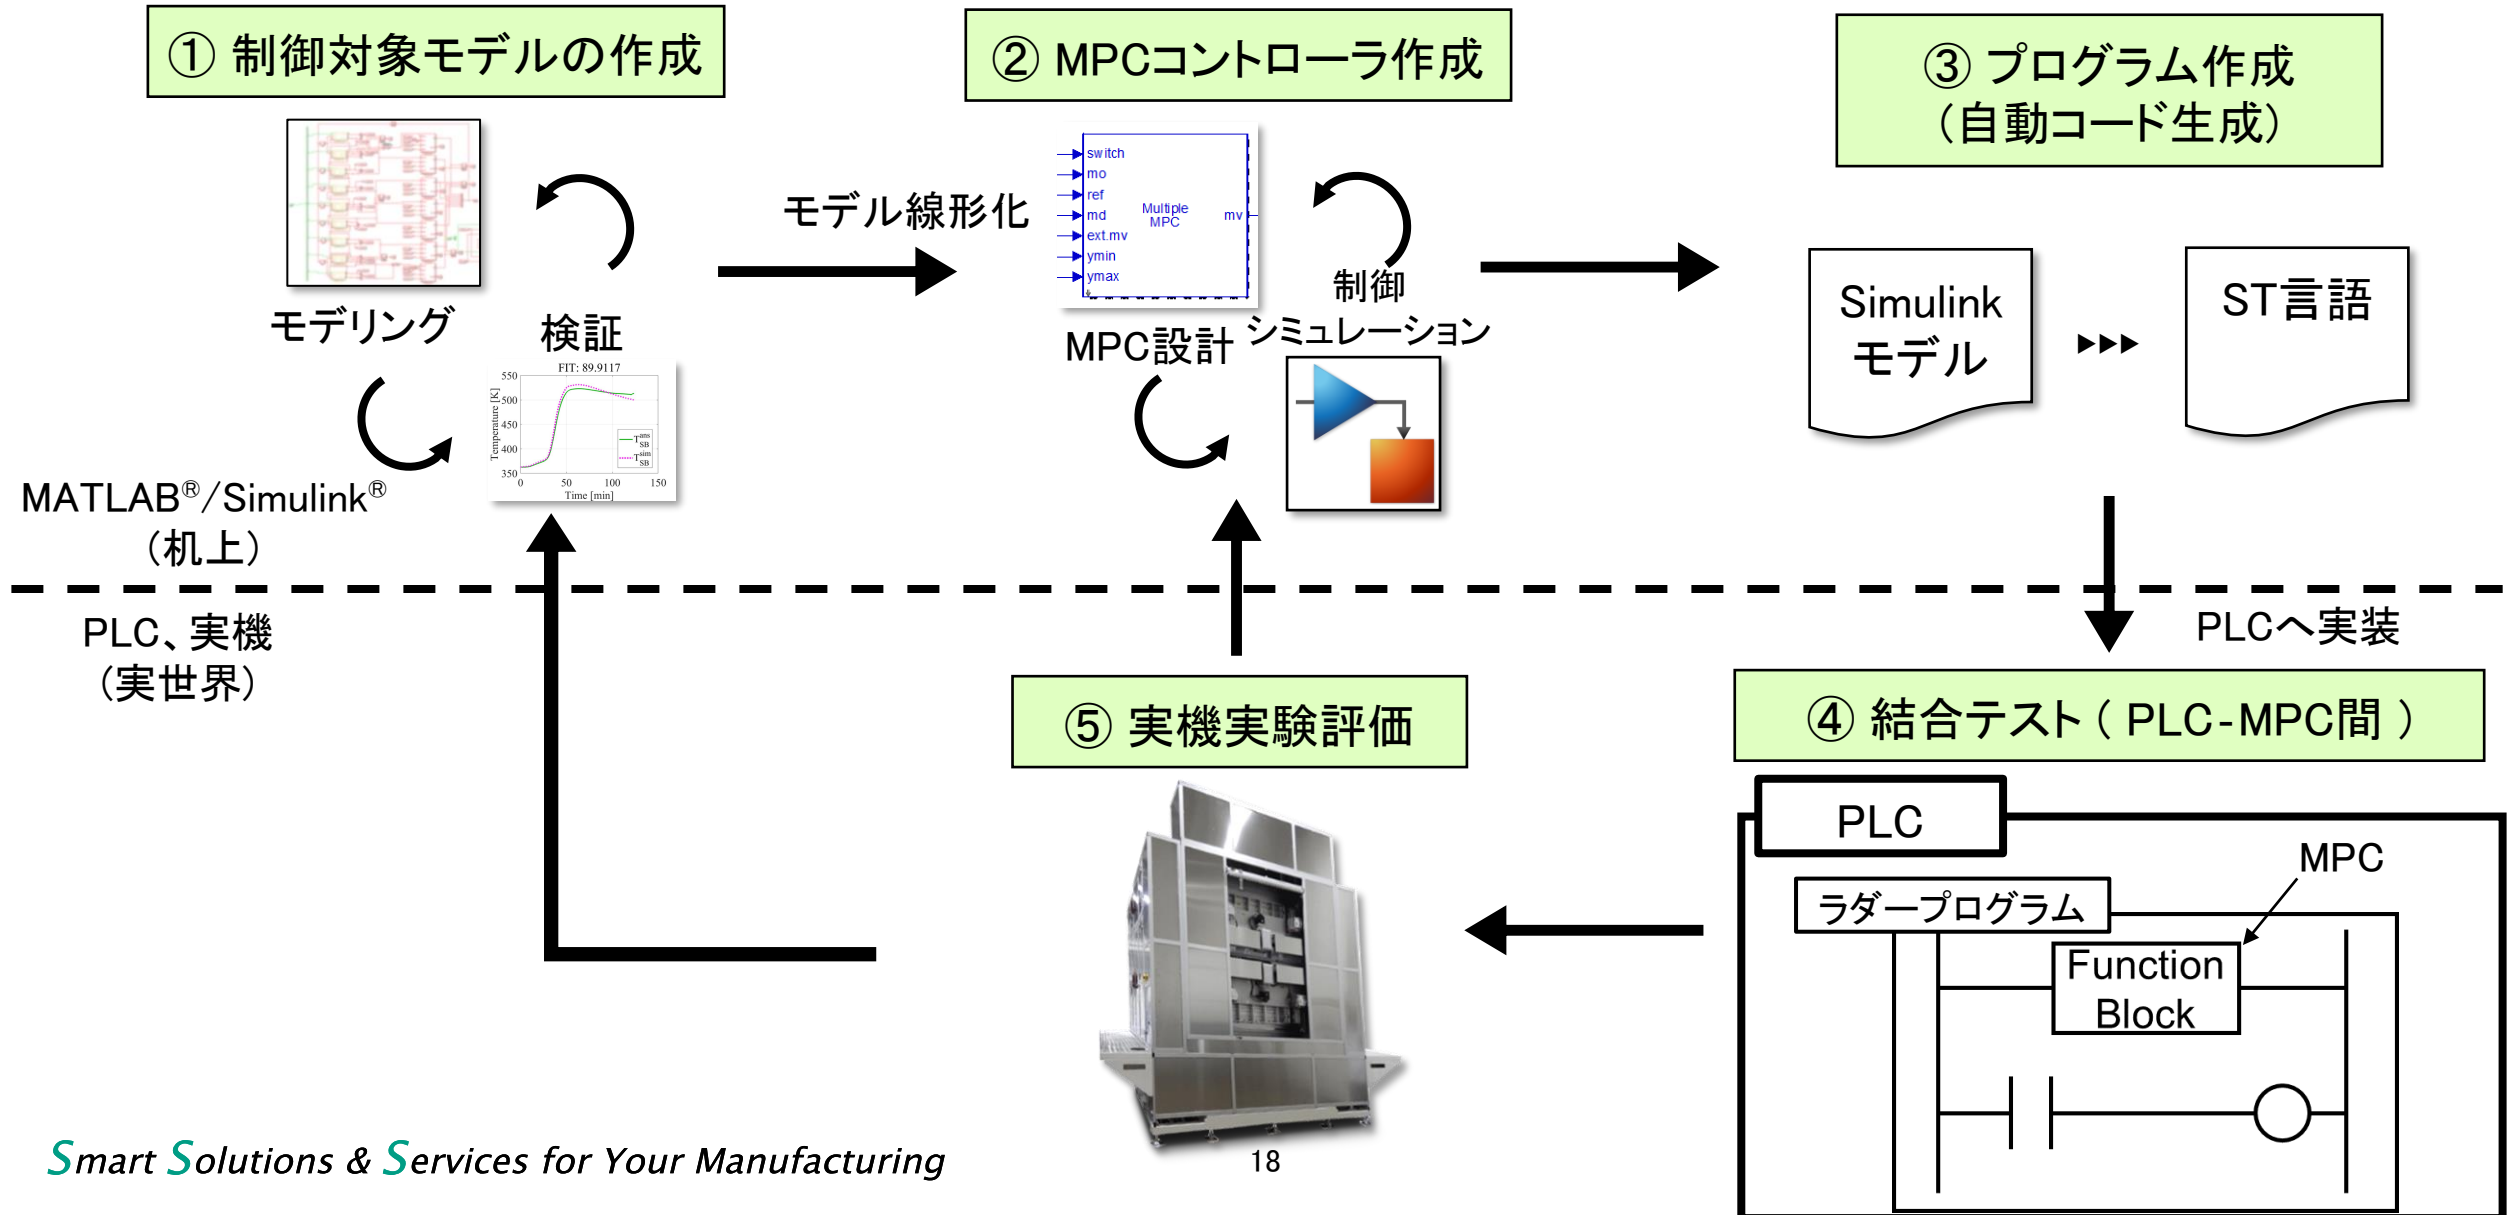 ① 制御対象モデルの作成
モデリング
検証
FIT: 89.9117
Temperature [K]
550
500
450
400
350
0 50 100 150
Time [min]
T_SB^ans
T_SB^sim
MATLAB®/Simulink®
(机上)
モデル線形化
② MPCコントローラ作成
switch
mo
ref
md
ext.mv
ymin
ymax
Multiple
MPC
mv
MPC設計
制御
シミュレーション
③ プログラム作成
(自動コード生成)
Simulink
モデル
ST言語
PLC、実機
(実世界)
PLCへ実装
④ 結合テスト ( PLC-MPC間 )
PLC
MPC
ラダープログラム
Function
Block
⑤ 実機実験評価
Smart Solutions & Services for Your Manufacturing
18